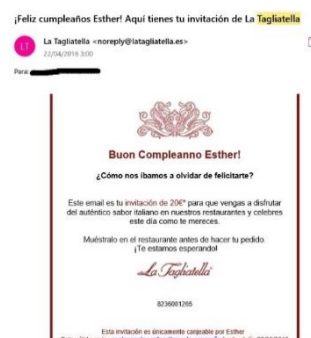 ¡Feliz cumpleaños Esther! Aquí tienes tu invitación de La Tagliatella
LT
La Tagliatella <noreply@latagliatella.es>
22/04/2016 3:00
Para:
Buon Compleanno Esther!
¿Cómo nos íbamos a olvidar de felicitarte?
Este email es tu invitación de 20€* para que vengas a disfrutar
del auténtico sabor italiano en nuestros restaurantes y celebres
este día como te mereces.
Muéstralo en el restaurante antes de hacer tu pedido.
¡Te estamos esperando!
La Tagliatella
8236001265
Esta invitación es únicamente canjeable por Esther